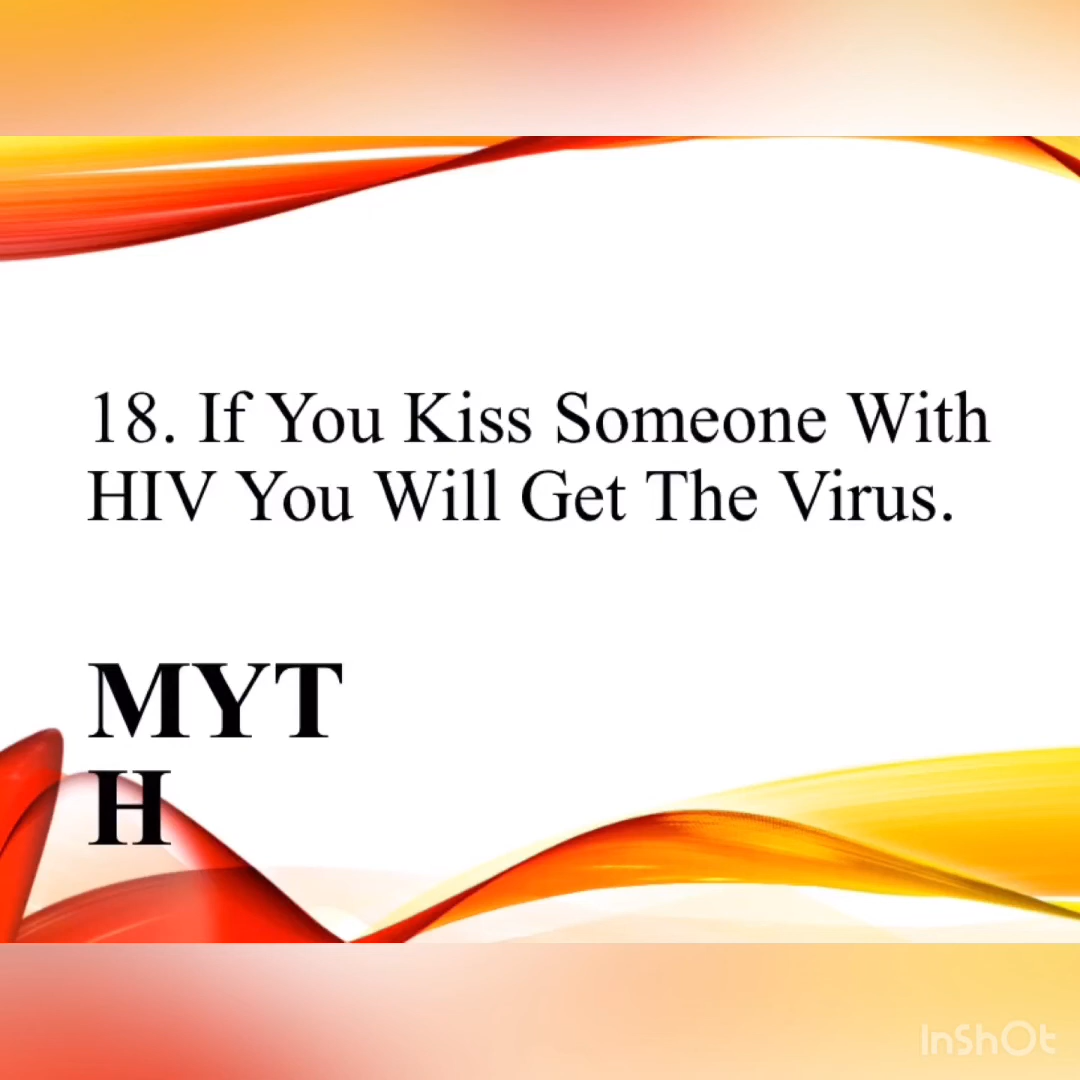 18. If You Kiss Someone With
HIV You Will Get The Virus.
MYT
H
InShOt